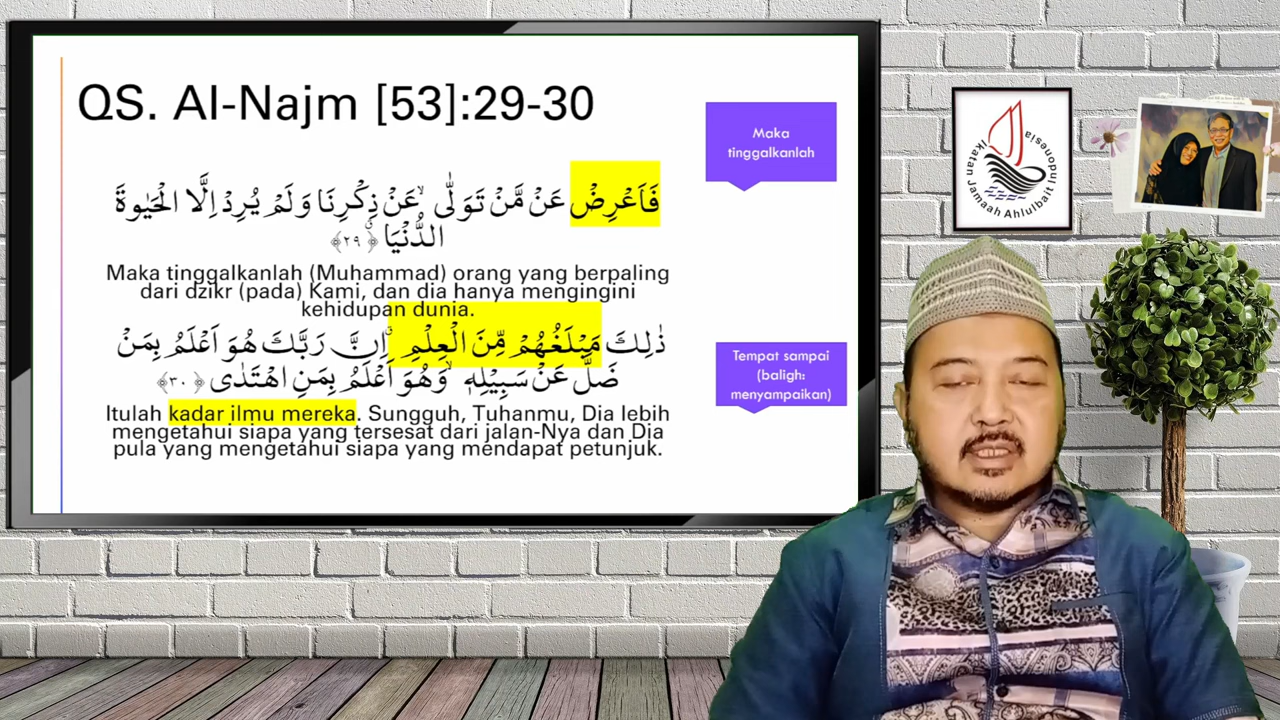 QS. Al-Najm [53]:29-30
Maka
tinggalkanlah
فَاَعْرِضْ عَنْ مَّنْ تَوَلّٰى ەۙ عَنْ ذِكْرِنَا وَلَمْ يُرِدْ اِلَّا الْحَيٰوةَ
الدُّنْيَاۗ ﴿٢٩﴾
Maka tinggalkanlah (Muhammad) orang yang berpaling
dari dzikr (pada) Kami, dan dia hanya mengingini
kehidupan dunia.
ذٰلِكَ مَبْلَغُهُمْ مِّنَ الْعِلْمِۗ اِنَّ رَبَّكَ هُوَ اَعْلَمُ بِمَنْ
ضَلَّ عَنْ سَبِيْلِهٖۙ وَهُوَ اَعْلَمُ بِمَنِ اهْتَدٰى ﴿٣٠﴾
Tempat sampai
(baligh:
menyampaikan)
Itulah kadar ilmu mereka. Sungguh, Tuhanmu, Dia lebih
mengetahui siapa yang tersesat dari jalan-Nya dan Dia
pula yang mengetahui siapa yang mendapat petunjuk.
Ikatan Jamaah Ahlulbait Indonesia